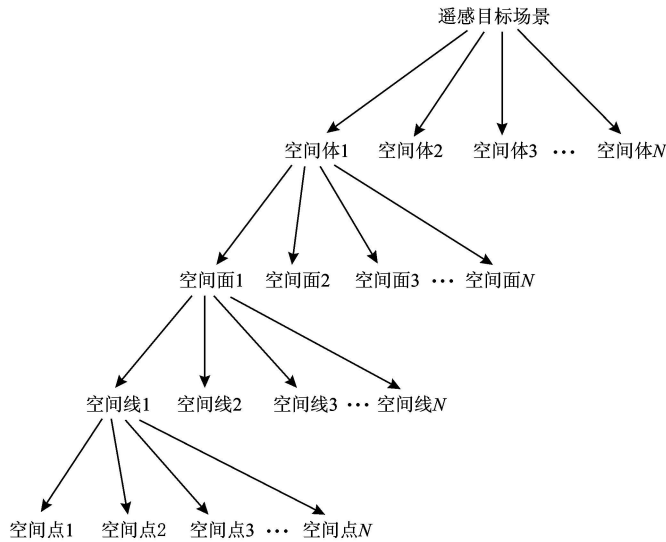 遥感目标场景
空间体1 空间体2 空间体3 … 空间体N
空间面1 空间面2 空间面3 … 空间面N
空间线1 空间线2 空间线3 … 空间线N
空间点1 空间点2 空间点3 … 空间点N